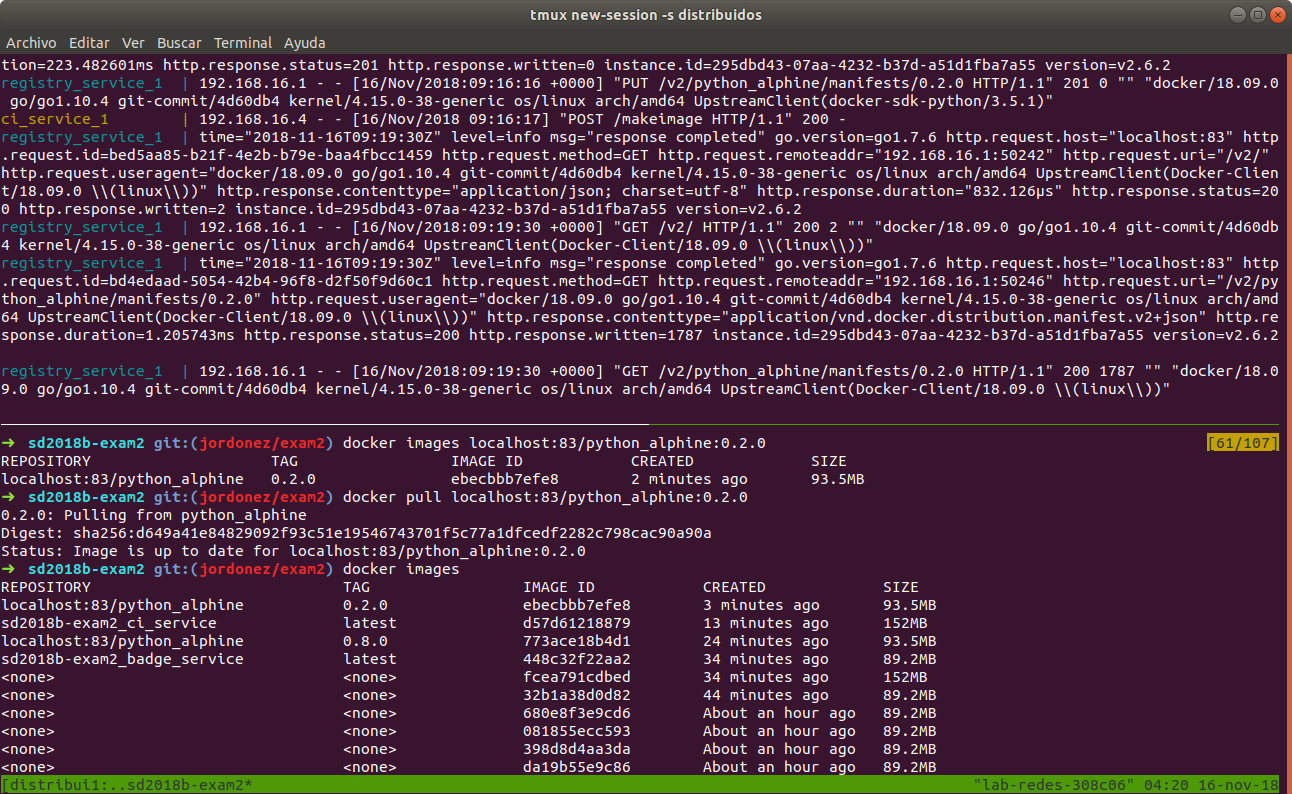 tmux new-session -s distribuidos
Archivo Editar Ver Buscar Terminal Ayuda
tion=223.482601ms http.response.status=201 http.response.written=0 instance.id=295dbd43-07aa-4232-b37d-a51d1fba7a55 version=v2.6.2
registry_service_1  | 192.168.16.1 - - [16/Nov/2018:09:16:16 +0000] "PUT /v2/python_alphine/manifests/0.2.0 HTTP/1.1" 201 0 "" "docker/18.09.0
 go/go1.10.4 git-commit/4d60db4 kernel/4.15.0-38-generic os/linux arch/amd64 UpstreamClient(docker-sdk-python/3.5.1)"
ci_service_1        | 192.168.16.4 - - [16/Nov/2018 09:16:17] "POST /makeimage HTTP/1.1" 200 -
registry_service_1  | time="2018-11-16T09:19:30Z" level=info msg="response completed" go.version=go1.7.6 http.request.host="localhost:83" http
.request.id=bed5aa85-b21f-4e2b-b79e-baa4fbcc1459 http.request.method=GET http.request.remoteaddr="192.168.16.1:50242" http.request.uri="/v2/"
http.request.useragent="docker/18.09.0 go/go1.10.4 git-commit/4d60db4 kernel/4.15.0-38-generic os/linux arch/amd64 UpstreamClient(Docker-Clien
t/18.09.0 \\(linux\\))" http.response.contenttype="application/json; charset=utf-8" http.response.duration="832.126µs" http.response.status=20
0 http.response.written=2 instance.id=295dbd43-07aa-4232-b37d-a51d1fba7a55 version=v2.6.2
registry_service_1  | 192.168.16.1 - - [16/Nov/2018:09:19:30 +0000] "GET /v2/ HTTP/1.1" 200 2 "" "docker/18.09.0 go/go1.10.4 git-commit/4d60db
4 kernel/4.15.0-38-generic os/linux arch/amd64 UpstreamClient(Docker-Client/18.09.0 \\(linux\\))"
registry_service_1  | time="2018-11-16T09:19:30Z" level=info msg="response completed" go.version=go1.7.6 http.request.host="localhost:83" http
.request.id=bd4edaad-5054-42b4-96f8-d2f50f9d60c1 http.request.method=GET http.request.remoteaddr="192.168.16.1:50246" http.request.uri="/v2/py
thon_alphine/manifests/0.2.0" http.request.useragent="docker/18.09.0 go/go1.10.4 git-commit/4d60db4 kernel/4.15.0-38-generic os/linux arch/amd
64 UpstreamClient(Docker-Client/18.09.0 \\(linux\\))" http.response.contenttype="application/vnd.docker.distribution.manifest.v2+json" http.re
sponse.duration=1.205743ms http.response.status=200 http.response.written=1787 instance.id=295dbd43-07aa-4232-b37d-a51d1fba7a55 version=v2.6.2
registry_service_1  | 192.168.16.1 - - [16/Nov/2018:09:19:30 +0000] "GET /v2/python_alphine/manifests/0.2.0 HTTP/1.1" 200 1787 "" "docker/18.0
9.0 go/go1.10.4 git-commit/4d60db4 kernel/4.15.0-38-generic os/linux arch/amd64 UpstreamClient(Docker-Client/18.09.0 \\(linux\\))"
➜  sd2018b-exam2 git:(jordonez/exam2) docker images localhost:83/python_alphine:0.2.0 [61/107]
REPOSITORY TAG IMAGE ID CREATED SIZE
localhost:83/python_alphine 0.2.0 ebecbbb7efe8 2 minutes ago 93.5MB
➜  sd2018b-exam2 git:(jordonez/exam2) docker pull localhost:83/python_alphine:0.2.0
0.2.0: Pulling from python_alphine
Digest: sha256:d649a41e84829092f93c51e19546743701f5c77a1dfcedf2282c798cac90a90a
Status: Image is up to date for localhost:83/python_alphine:0.2.0
➜  sd2018b-exam2 git:(jordonez/exam2) docker images
REPOSITORY TAG IMAGE ID CREATED SIZE
localhost:83/python_alphine 0.2.0 ebecbbb7efe8 3 minutes ago 93.5MB
sd2018b-exam2_ci_service latest d57d61218879 13 minutes ago 152MB
localhost:83/python_alphine 0.8.0 773ace18b4d1 24 minutes ago 93.5MB
sd2018b-exam2_badge_service latest 448c32f22aa2 34 minutes ago 89.2MB
<none> <none> fcea791cdbed 34 minutes ago 152MB
<none> <none> 32b1a38d0d82 44 minutes ago 89.2MB
<none> <none> 680e8f3e9cd6 About an hour ago 89.2MB
<none> <none> 081855ecc593 About an hour ago 89.2MB
<none> <none> 398d8d4aa3da About an hour ago 89.2MB
<none> <none> da19b55e9c86 About an hour ago 89.2MB
[distribui1:..sd2018b-exam2* "lab-redes-308c06" 04:20 16-nov-18